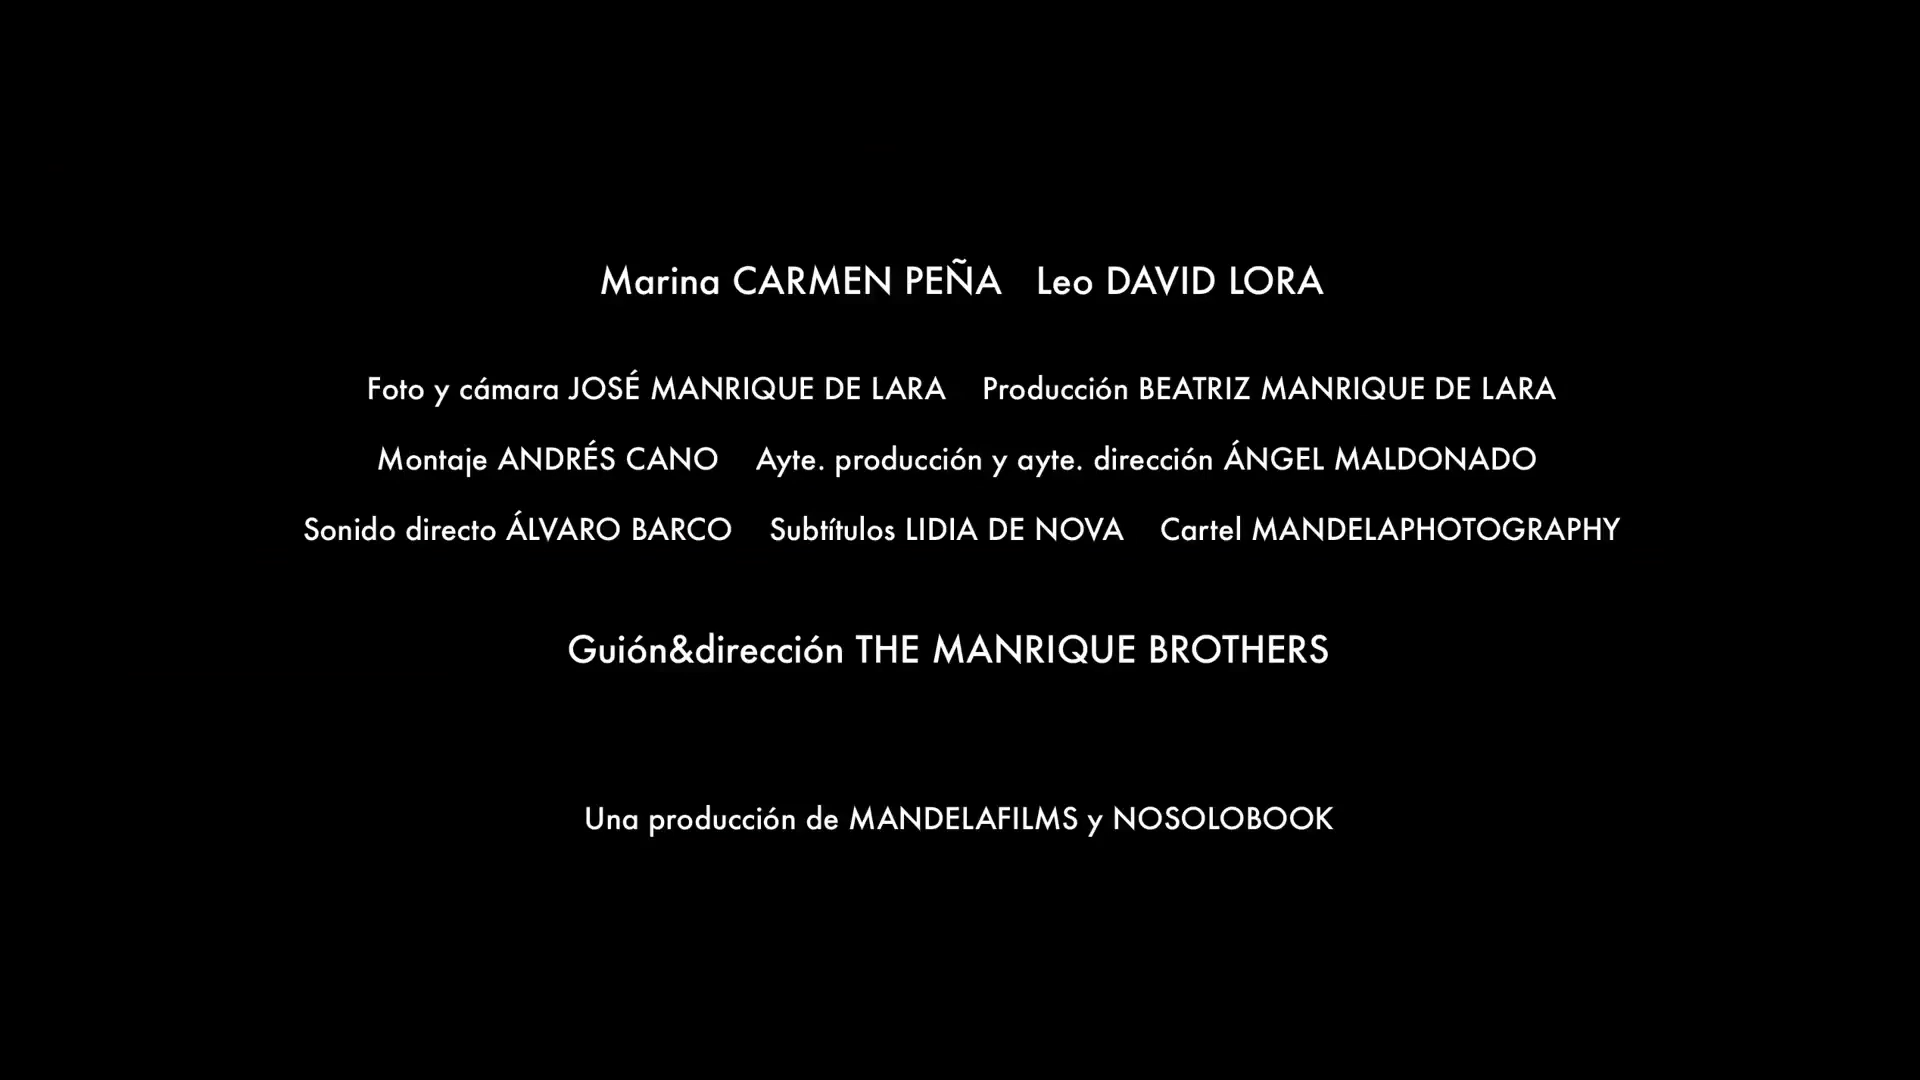 Marina CARMEN PEÑA   Leo DAVID LORA
Foto y cámara JOSÉ MANRIQUE DE LARA   Producción BEATRIZ MANRIQUE DE LARA
Montaje ANDRÉS CANO   Ayte. producción y ayte. dirección ÁNGEL MALDONADO
Sonido directo ÁLVARO BARCO   Subtítulos LIDIA DE NOVA   Cartel MANDELAPHOTOGRAPHY
Guión&dirección THE MANRIQUE BROTHERS
Una producción de MANDELAFILMS y NOSOLOBOOK